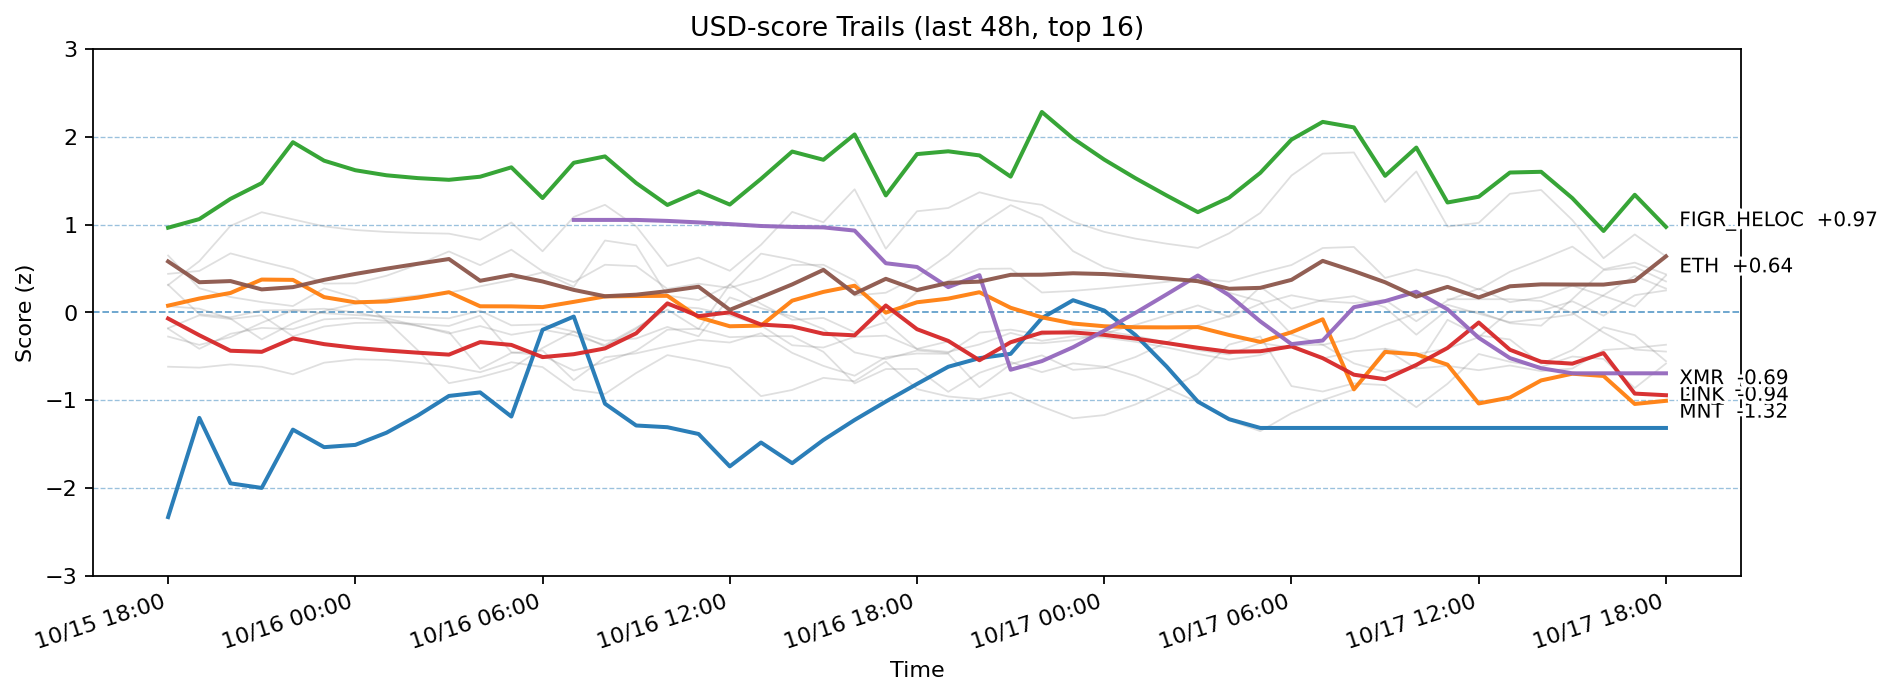 USD-score Trails (last 48h, top 16)
3
2
1
0
−1
−2
−3
Score (z)
FIGR_HELOC +0.97
ETH +0.64
XMR -0.69
LINK -0.94
MNT -1.32
10/15 18:00
10/16 00:00
10/16 06:00
10/16 12:00
10/16 18:00
10/17 00:00
10/17 06:00
10/17 12:00
10/17 18:00
Time